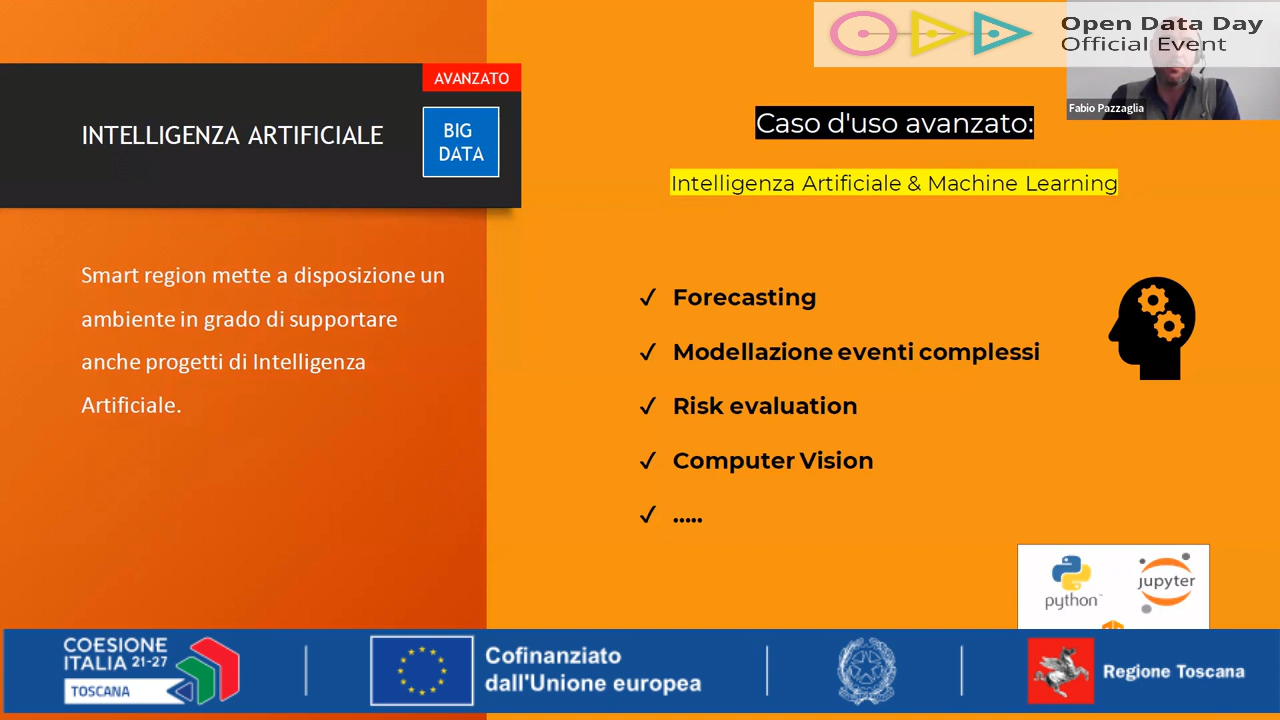 Open Data Day
Official Event
Fabio Pazzaglia
AVANZATO
INTELLIGENZA ARTIFICIALE
BIG
DATA
Smart region mette a disposizione un
ambiente in grado di supportare
anche progetti di Intelligenza
Artificiale.
Caso d'uso avanzato:
Intelligenza Artificiale & Machine Learning
✓ Forecasting
✓ Modellazione eventi complessi
✓ Risk evaluation
✓ Computer Vision
✓ .....
python™
jupyter
COESIONE
ITALIA 21-27
TOSCANA
Cofinanziato
dall'Unione europea
Regione Toscana